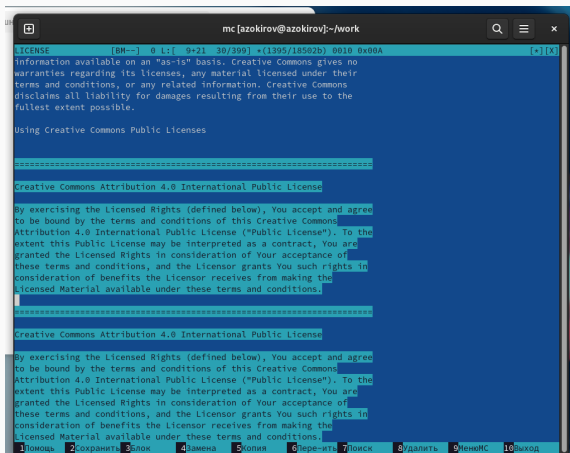 mc [azokirov@azokirov]:~/work
LICENSE [BM--] 0 L:[ 9+21 30/399] *(1395/18502b) 0010 0x00A [*][X]
information available on an "as-is" basis. Creative Commons gives no
warranties regarding its licenses, any material licensed under their
terms and conditions, or any related information. Creative Commons
disclaims all liability for damages resulting from their use to the
fullest extent possible.
Using Creative Commons Public Licenses
=======================================================================
Creative Commons Attribution 4.0 International Public License
By exercising the Licensed Rights (defined below), You accept and agree
to be bound by the terms and conditions of this Creative Commons
Attribution 4.0 International Public License ("Public License"). To the
extent this Public License may be interpreted as a contract, You are
granted the Licensed Rights in consideration of Your acceptance of
these terms and conditions, and the Licensor grants You such rights in
consideration of benefits the Licensor receives from making the
Licensed Material available under these terms and conditions.
=======================================================================
Creative Commons Attribution 4.0 International Public License
By exercising the Licensed Rights (defined below), You accept and agree
to be bound by the terms and conditions of this Creative Commons
Attribution 4.0 International Public License ("Public License"). To the
extent this Public License may be interpreted as a contract, You are
granted the Licensed Rights in consideration of Your acceptance of
these terms and conditions, and the Licensor grants You such rights in
consideration of benefits the Licensor receives from making the
Licensed Material available under these terms and conditions.
1Помощь 2Сохранить 3Блок 4Замена 5Копия 6Пере~ить 7Поиск 8Удалить 9МенюMC 10Выход